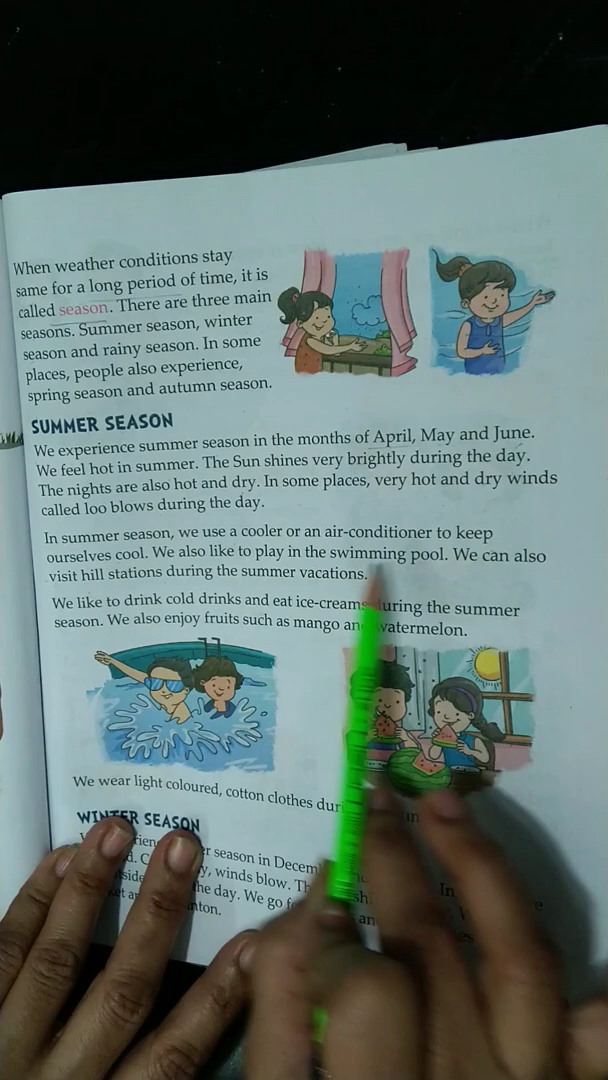 When weather conditions stay
same for a long period of time, it is
called season. There are three main
seasons. Summer season, winter
season and rainy season. In some
places, people also experience,
spring season and autumn season.
SUMMER SEASON
We experience summer season in the months of April, May and June.
We feel hot in summer. The Sun shines very brightly during the day.
The nights are also hot and dry. In some places, very hot and dry winds
called loo blows during the day.
In summer season, we use a cooler or an air-conditioner to keep
ourselves cool. We also like to play in the swimming pool. We can also
visit hill stations during the summer vacations.
We like to drink cold drinks and eat ice-creams during the summer
season. We also enjoy fruits such as mango and watermelon.
We wear light coloured, cotton clothes
WINTER SEASON
season in
winds blow.
the day. We go